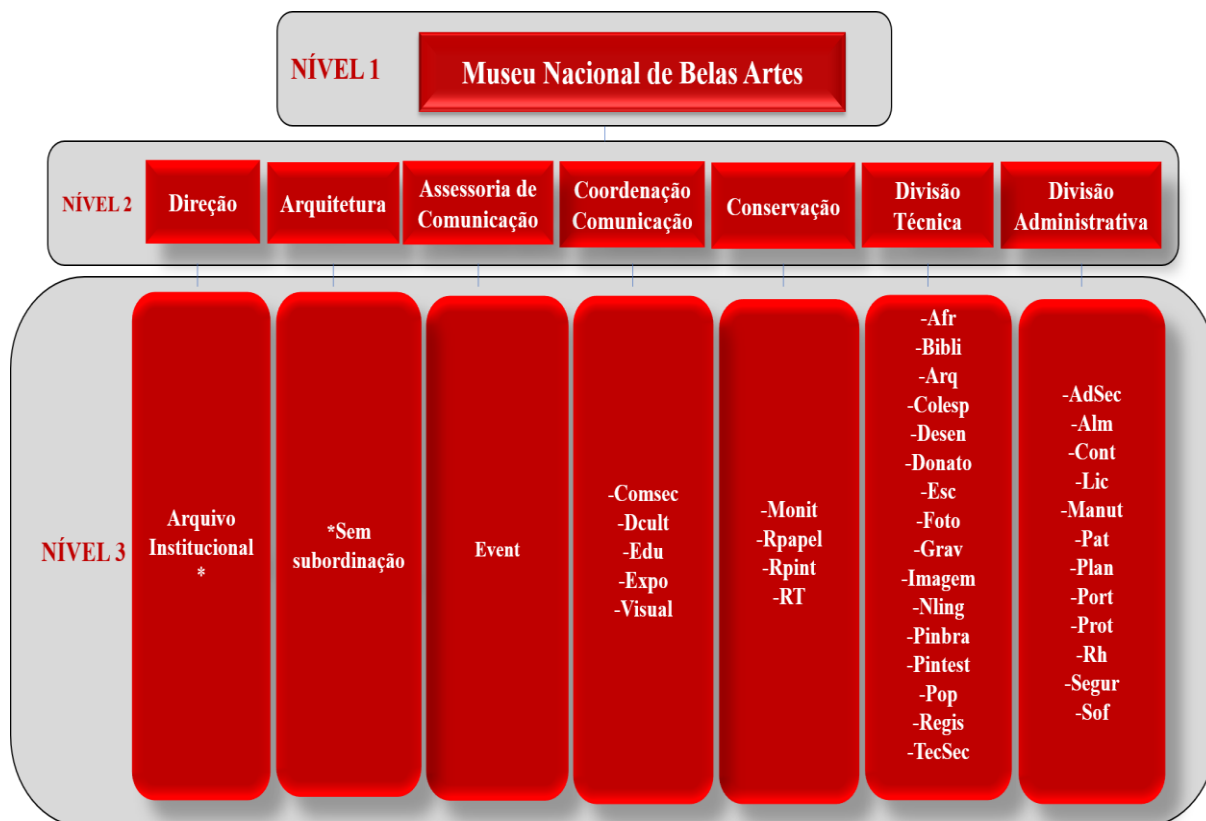 NÍVEL 1
Museu Nacional de Belas Artes
NÍVEL 2
Direção
Arquitetura
Assessoria de
Comunicação
Coordenação
Comunicação
Conservação
Divisão
Técnica
Divisão
Administrativa
NÍVEL 3
Arquivo
Institucional
*
*Sem
subordinação
Event
-Comsec
-Dcult
-Edu
-Expo
-Visual
-Monit
-Rpapel
-Rpint
-RT
-Afr
-Bibli
-Arq
-Colesp
-Desen
-Donato
-Esc
-Foto
-Grav
-Imagem
-Nling
-Pinbra
-Pintest
-Pop
-Regis
-TecSec
-AdSec
-Alm
-Cont
-Lic
-Manut
-Pat
-Plan
-Port
-Prot
-Rh
-Segur
-Sof